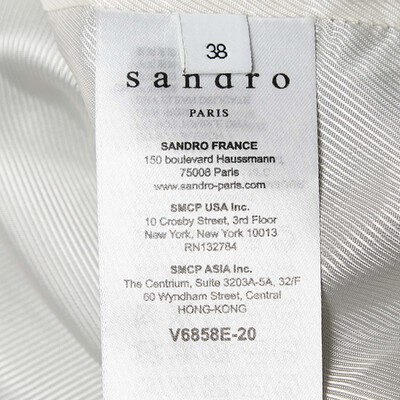 38
sandro
PARIS
SANDRO FRANCE
150 boulevard Haussmann
75008 Paris
www.sandro-paris.com
SMCP USA Inc.
10 Crosby Street, 3rd Floor
New York, New York 10013
RN132784
SMCP ASIA Inc.
The Centrium, Suite 3203A-5A, 32/F
60 Wyndham Street, Central
HONG-KONG
V6858E-20